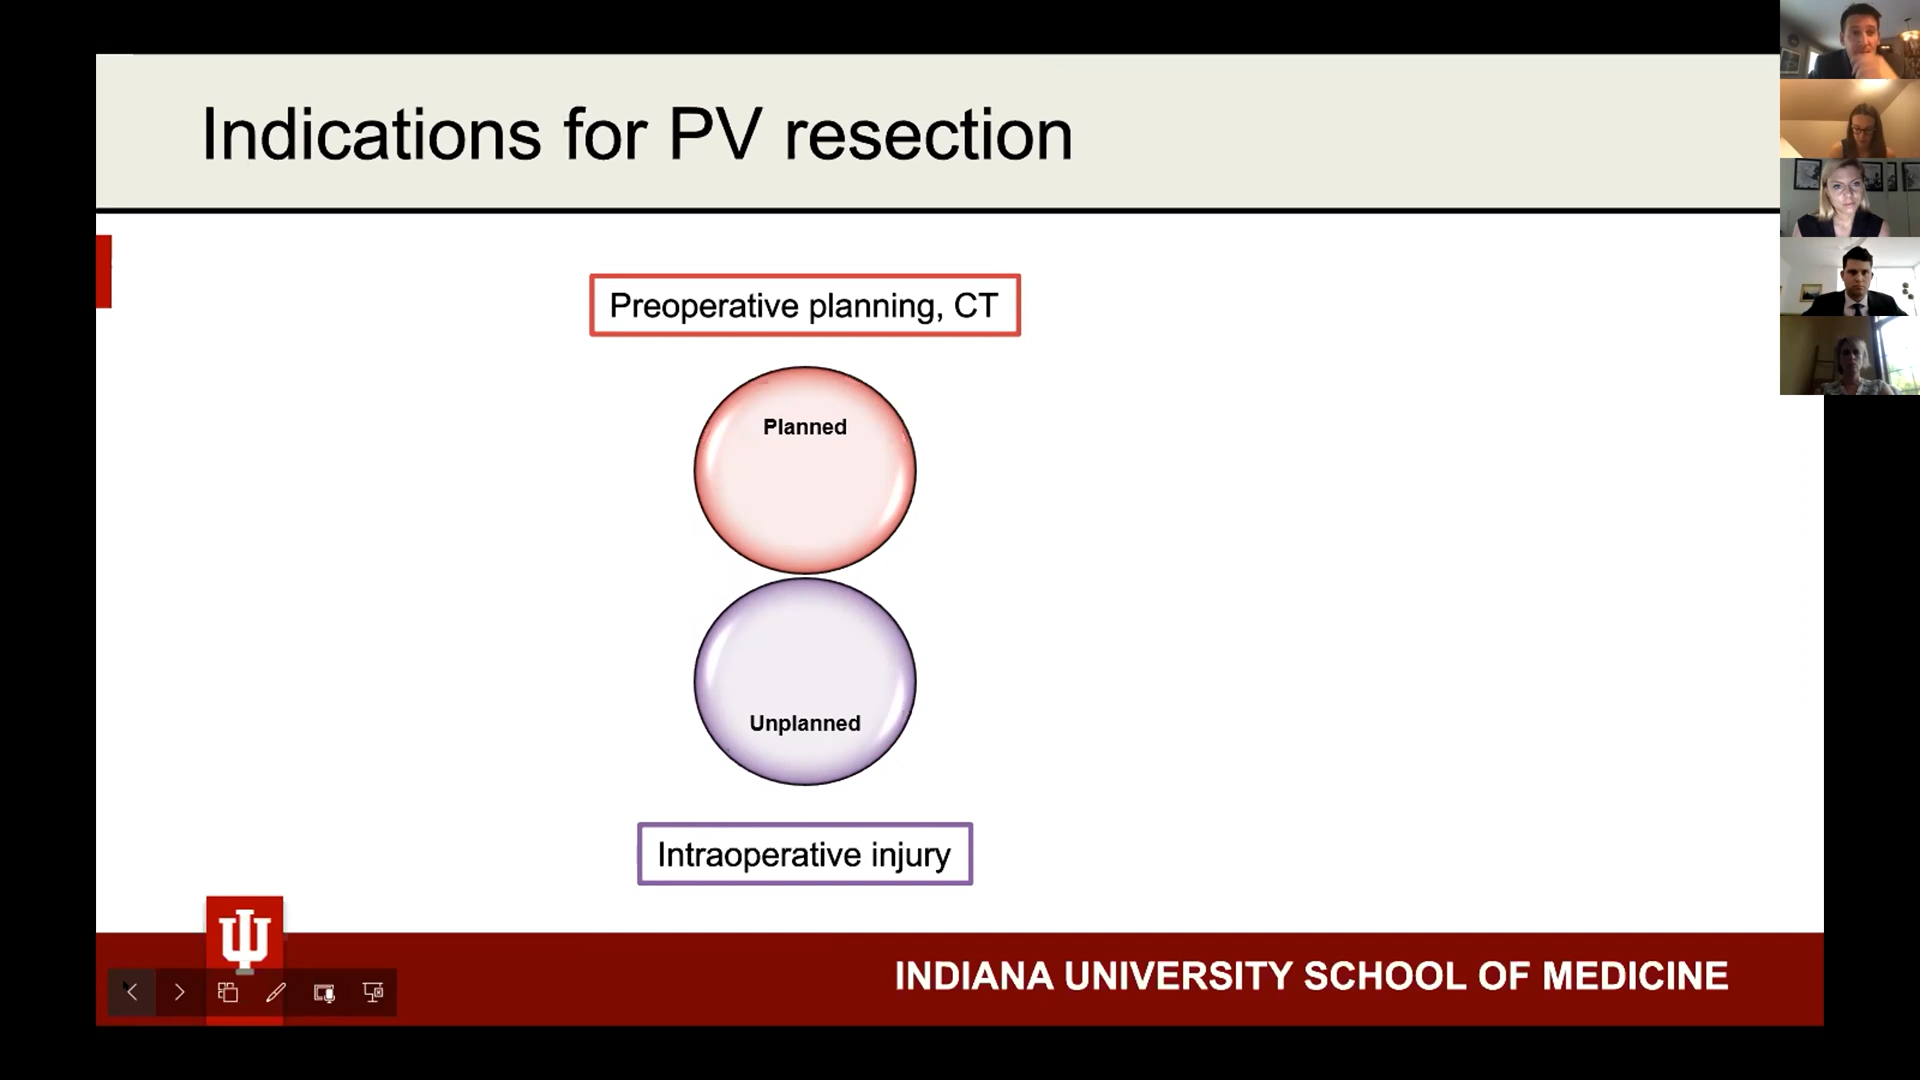 Indications for PV resection
Preoperative planning, CT
Planned
Unplanned
Intraoperative injury
INDIANA UNIVERSITY SCHOOL OF MEDICINE